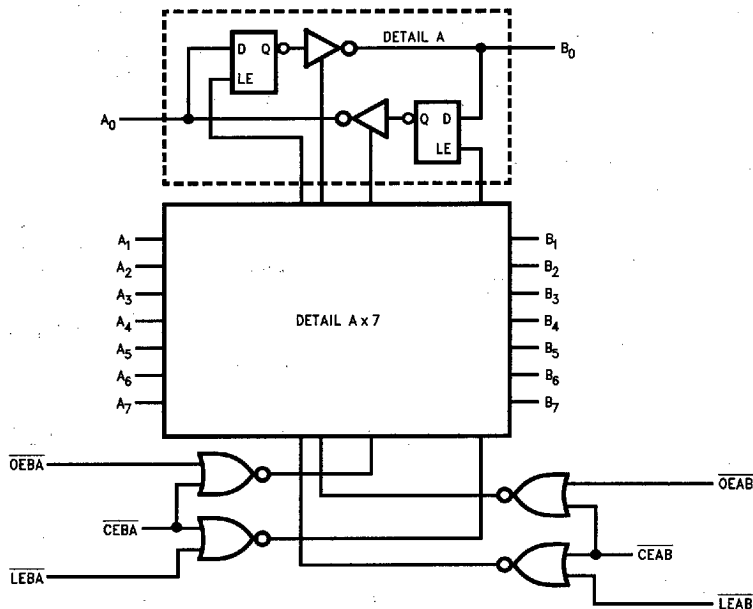 DETAIL A
D Q
LE
B0
A0
Q D
LE
A1 B1
A2 B2
A3 B3
DETAIL A x 7
A4 B4
A5 B5
A6 B6
A7 B7
OEBA
OEAB
CEBA
CEAB
LEBA
LEAB